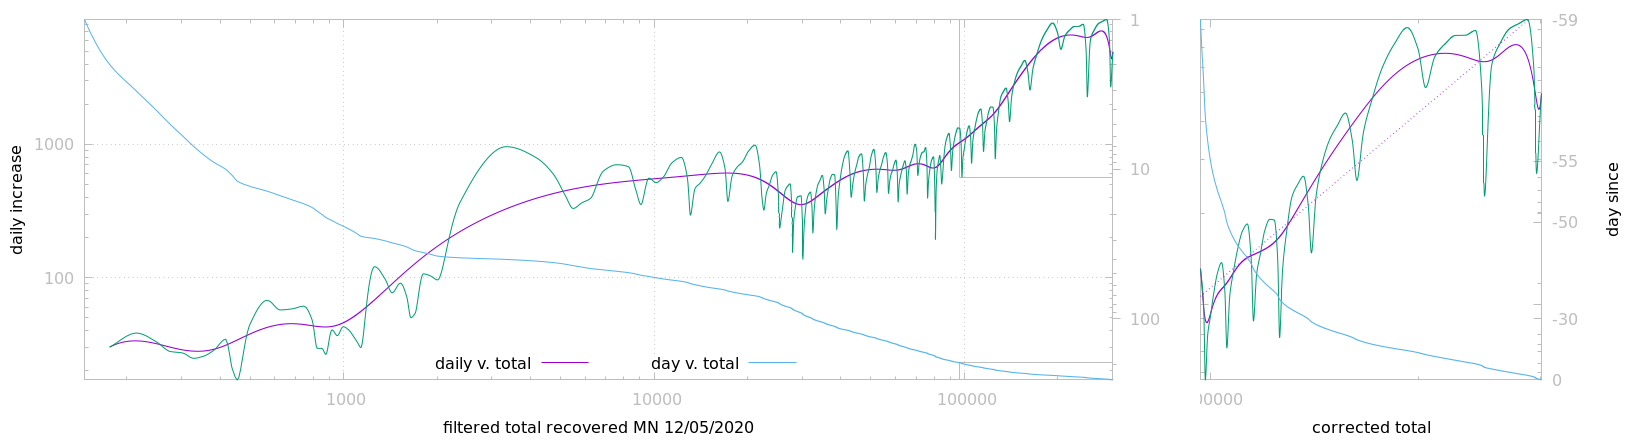 daily increase
1000
100
1000
10000
100000
1
10
100
daily v. total
day v. total
filtered total recovered MN 12/05/2020
-59
-55
-50
-30
0
day since
00000
corrected total